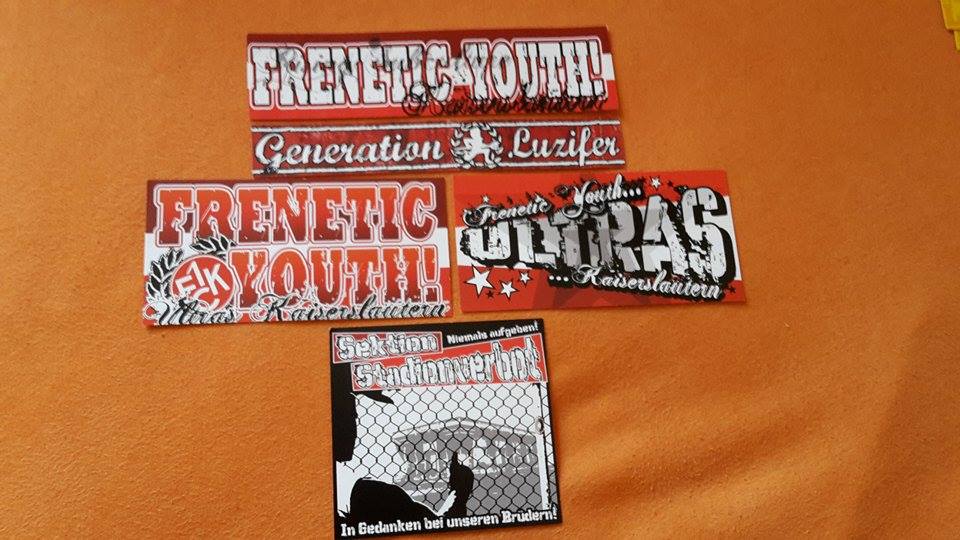 FRENETIC YOUTH!
Kaiserslautern
Generation Luzifer
FRENETIC
YOUTH!
F1K
Ultras Kaiserslautern
Frenetic Youth...
ULTRAS
...Kaiserslautern
Sektion Niemals aufgeben!
Stadionverbot
In Gedanken bei unseren Brüdern!